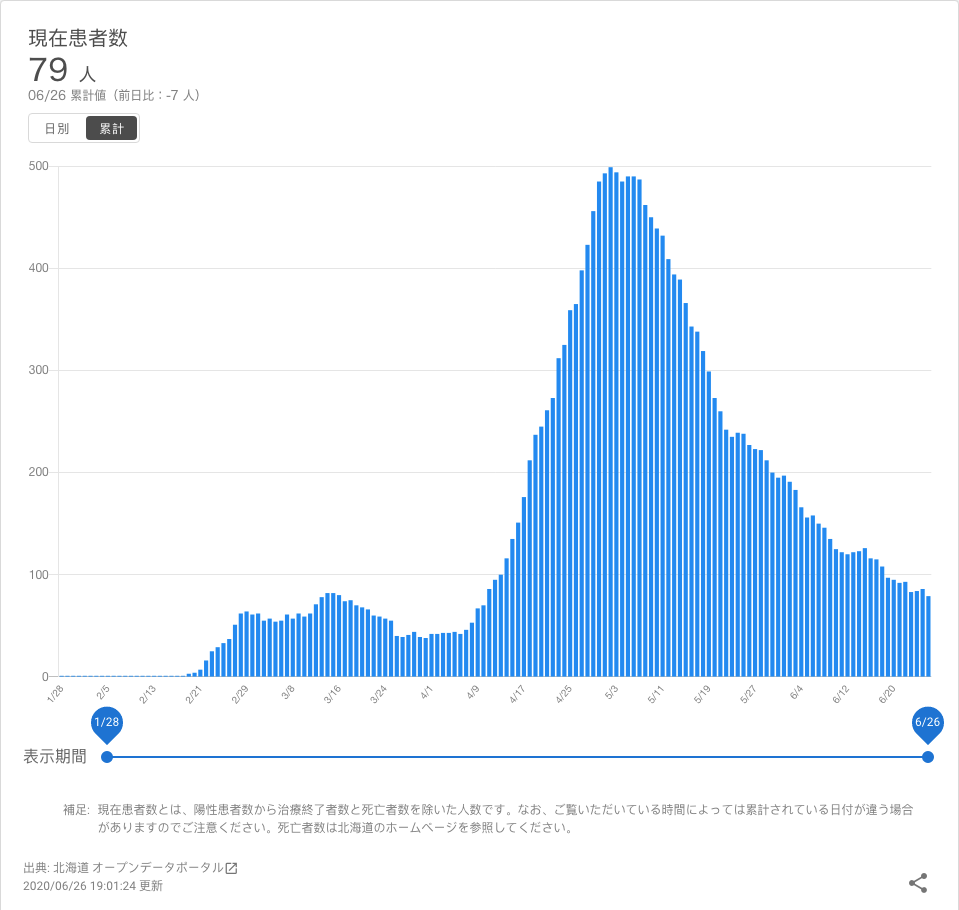 現在患者数
79 人
06/26 累計値（前日比：-7 人）
日別 累計
500
400
300
200
100
0
1/28 2/5 2/13 2/21 2/29 3/8 3/16 3/24 4/1 4/9 4/17 4/25 5/3 5/11 5/19 5/27 6/4 6/12 6/20
1/28 6/26
表示期間
補足: 現在患者数とは、陽性患者数から治療終了者数と死亡者数を除いた人数です。なお、ご覧いただいている時間によっては累計されている日付が違う場合
がありますのでご注意ください。死亡者数は北海道のホームページを参照してください。
出典: 北海道 オープンデータポータル
2020/06/26 19:01:24 更新